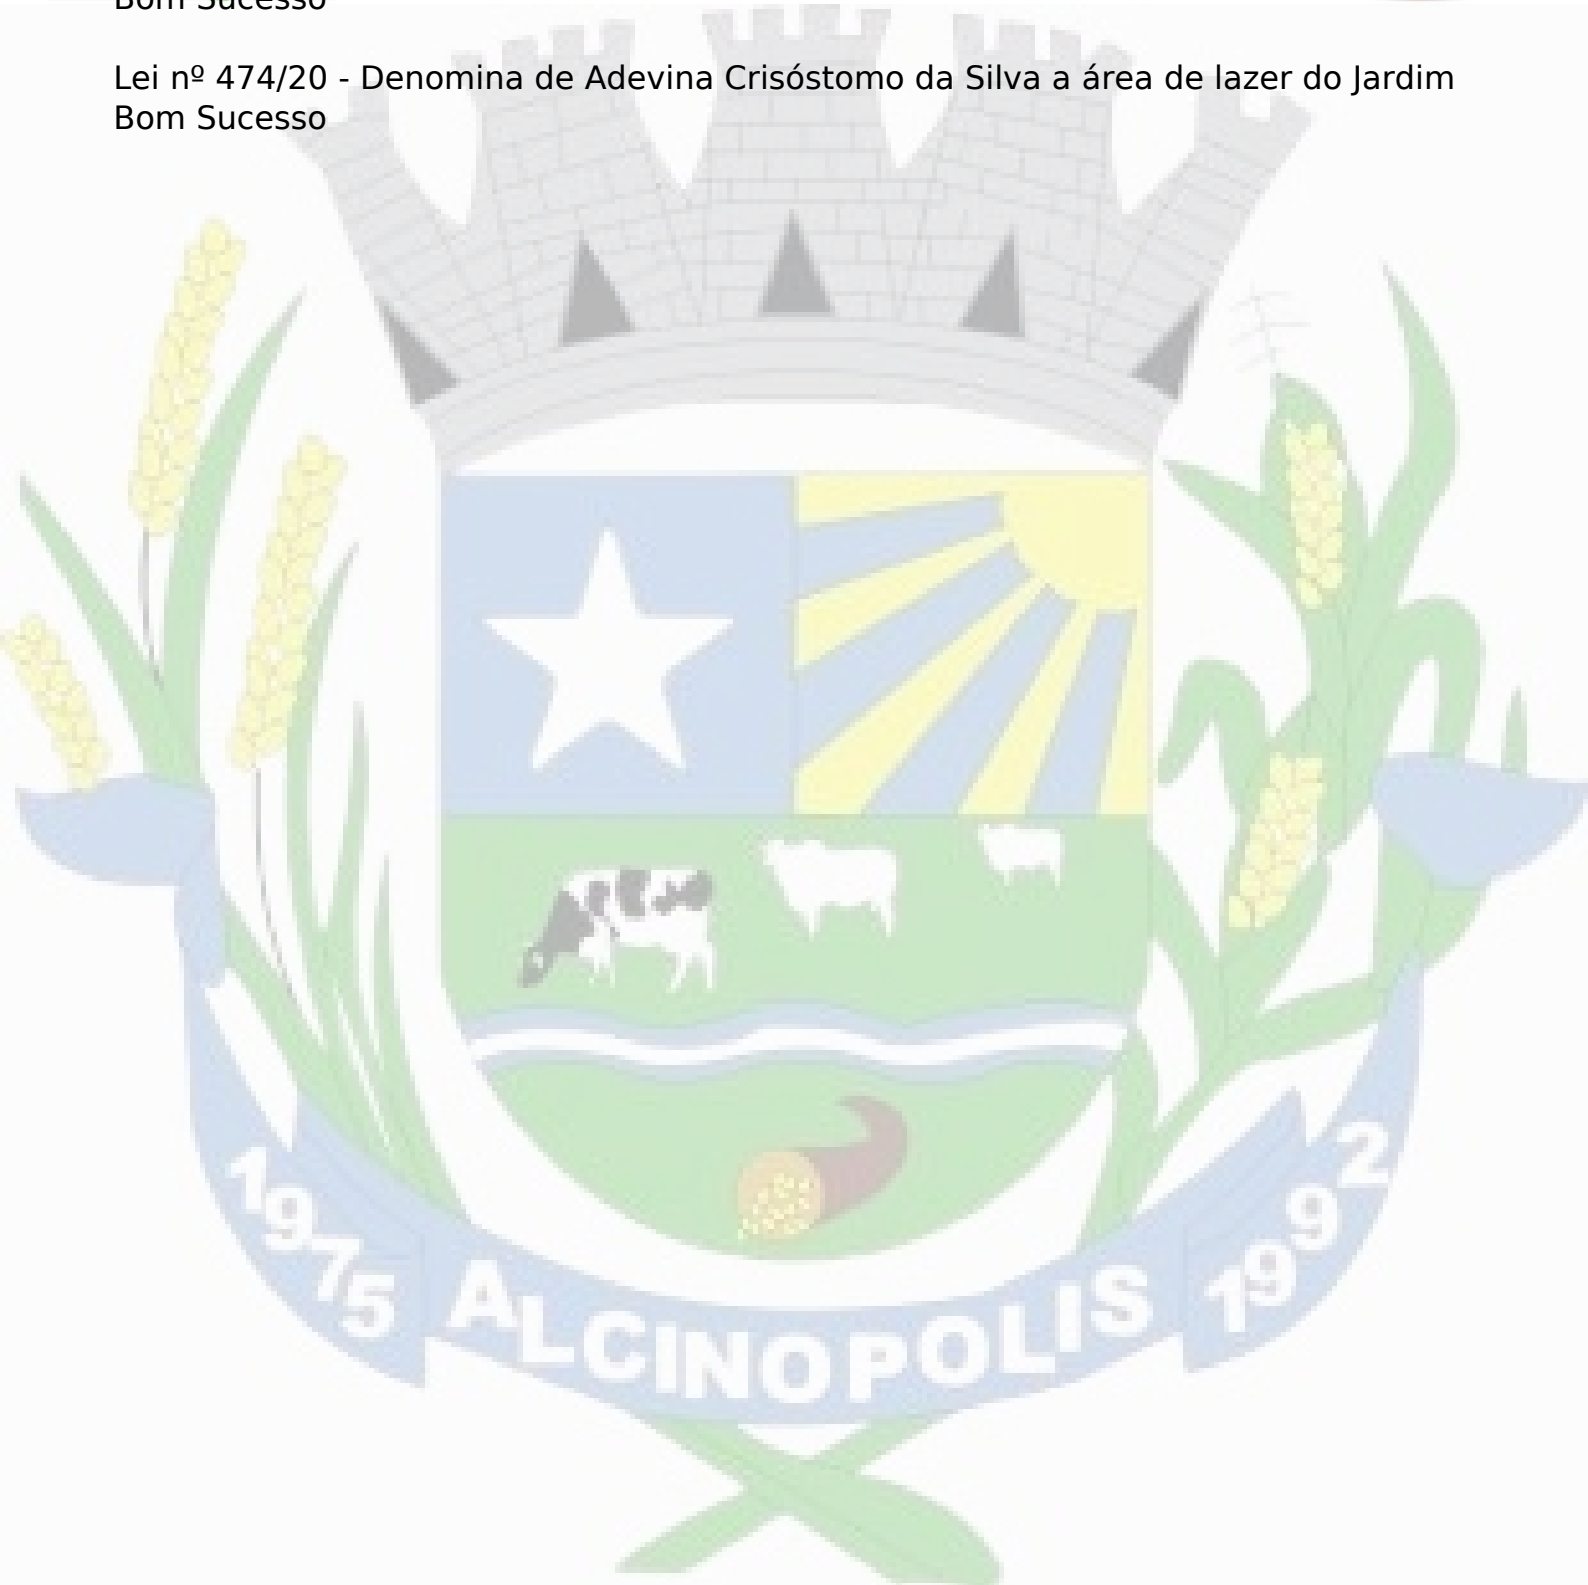 Bom Sucesso
Lei nº 474/20 - Denomina de Adevina Crisóstomo da Silva a área de lazer do Jardim
Bom Sucesso
1975 ALCINOPOLIS 1992